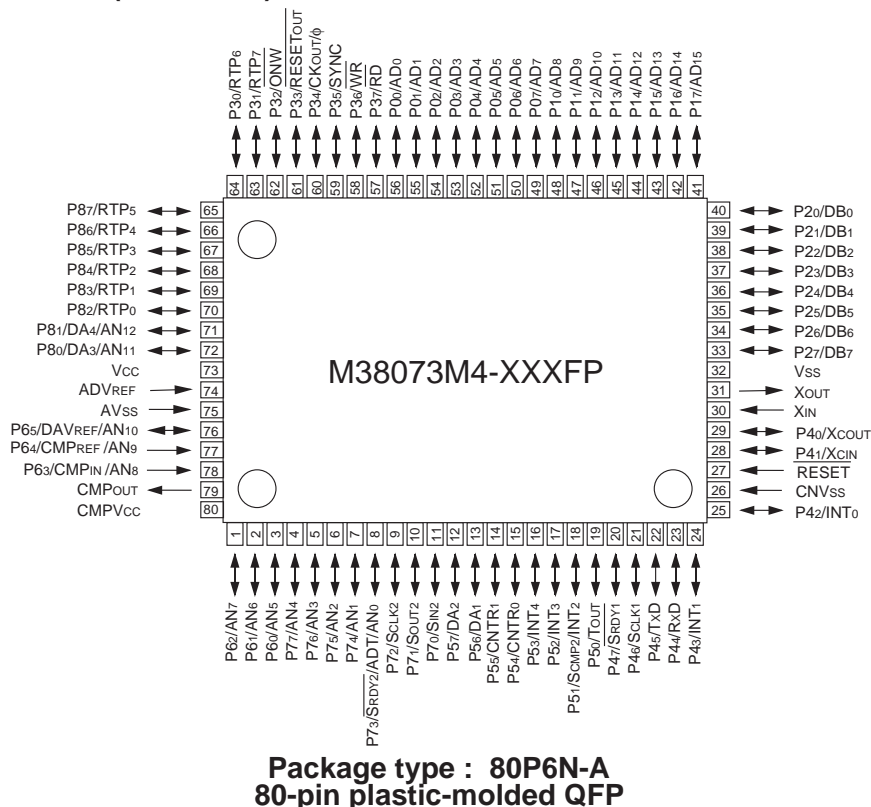 P30/RTP6
P31/RTP7
P32/ONW
P33/RESETOUT
P34/CKOUT/φ
P35/SYNC
P36/WR
P37/RD
P00/AD0
P01/AD1
P02/AD2
P03/AD3
P04/AD4
P05/AD5
P06/AD6
P07/AD7
P10/AD8
P11/AD9
P12/AD10
P13/AD11
P14/AD12
P15/AD13
P16/AD14
P17/AD15
64 63 62 61 60 59 58 57 56 55 54 53 52 51 50 49 48 47 46 45 44 43 42 41
P87/RTP5 65
P86/RTP4 66
P85/RTP3 67
P84/RTP2 68
P83/RTP1 69
P82/RTP0 70
P81/DA4/AN12 71
P80/DA3/AN11 72
VCC 73
ADVREF 74
AVSS 75
P65/DAVREF/AN10 76
P64/CMPREF/AN9 77
P63/CMPIN/AN8 78
CMPOUT 79
CMPVCC 80
M38073M4-XXXFP
40 P20/DB0
39 P21/DB1
38 P22/DB2
37 P23/DB3
36 P24/DB4
35 P25/DB5
34 P26/DB6
33 P27/DB7
32 VSS
31 XOUT
30 XIN
29 P40/XCOUT
28 P41/XCIN
27 RESET
26 CNVSS
25 P42/INT0
1 2 3 4 5 6 7 8 9 10 11 12 13 14 15 16 17 18 19 20 21 22 23 24
P62/AN7
P61/AN6
P60/AN5
P77/AN4
P76/AN3
P75/AN2
P74/AN1
P73/SRDY2/ADT/AN0
P72/SCLK2
P71/SOUT2
P70/SIN2
P57/DA2
P56/DA1
P55/CNTR1
P54/CNTR0
P53/INT4
P52/INT3
P51/SCMP2/INT2
P50/TOUT
P47/SRDY1
P46/SCLK1
P45/TXD
P44/RXD
P43/INT1
Package type : 80P6N-A
80-pin plastic-molded QFP